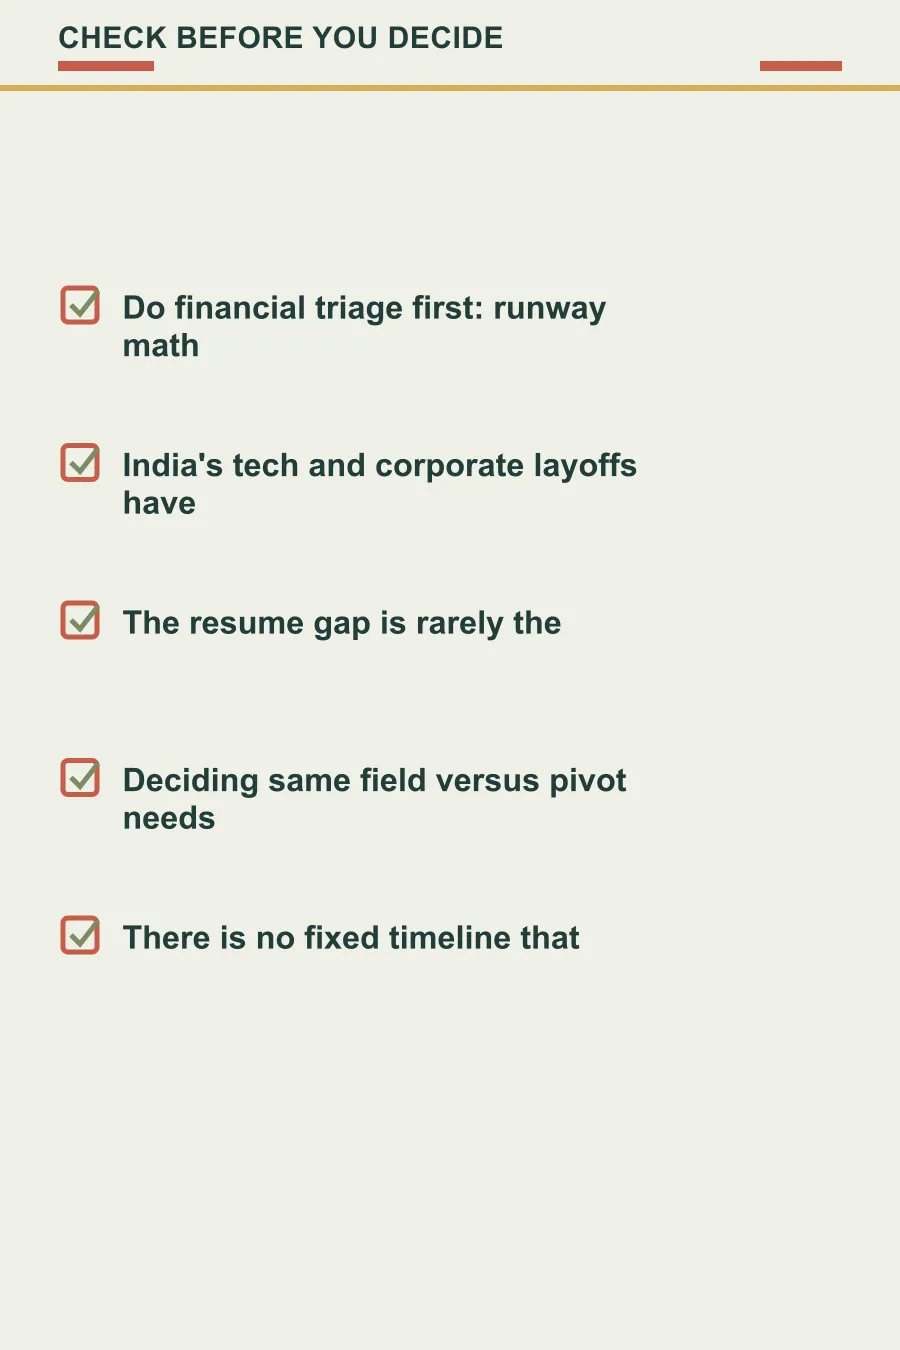 CHECK BEFORE YOU DECIDE
Do financial triage first: runway
math
India's tech and corporate layoffs
have
The resume gap is rarely the
Deciding same field versus pivot
needs
There is no fixed timeline that